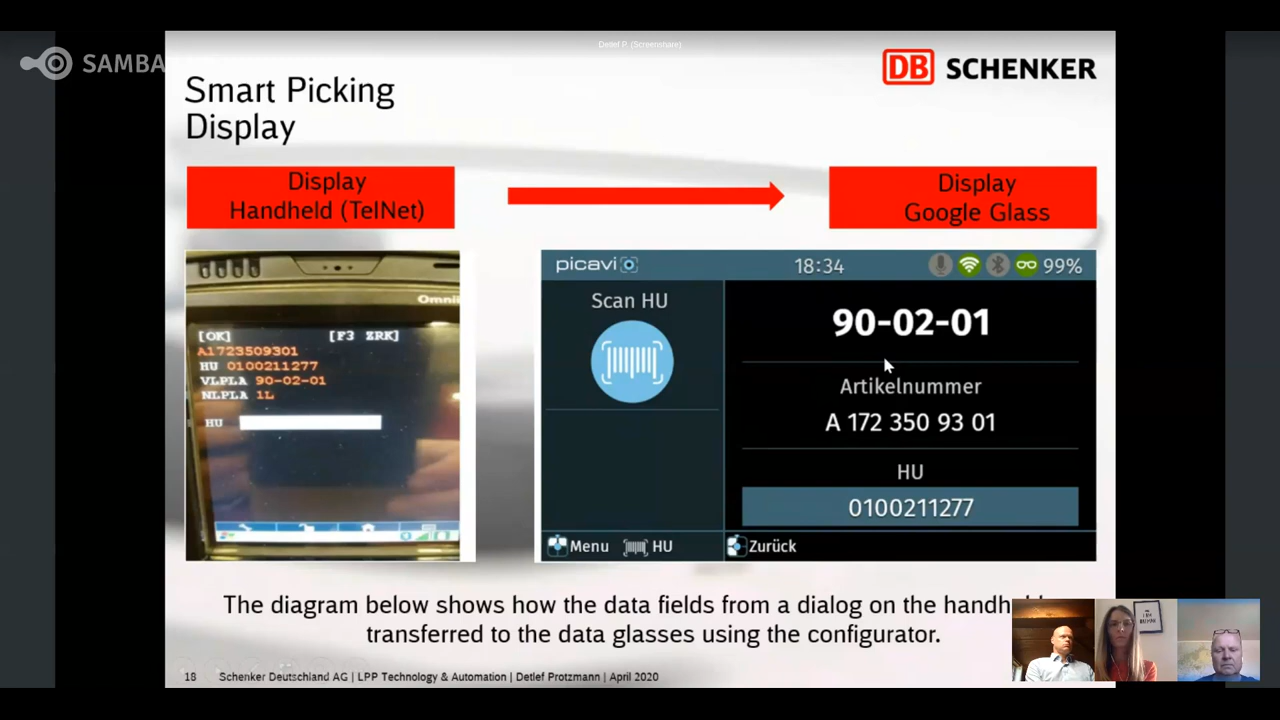 Detlef P. (Screenshare)
SAMBA
DB SCHENKER
Smart Picking
Display
Display
Handheld (TelNet)
Display
Google Glass
Omnii
[OK] [F3 ZRK]
A1723509301
HU 0100211277
VLPLA 90-02-01
NLPLA 1L
HU
picavi 18:34 99%
Scan HU
90-02-01
Artikelnummer
A 172 350 93 01
HU
0100211277
Menu HU Zurück
The diagram below shows how the data fields from a dialog on the handh
transferred to the data glasses using the configurator.
18 Schenker Deutschland AG | LPP Technology & Automation | Detlef Protzmann | April 2020